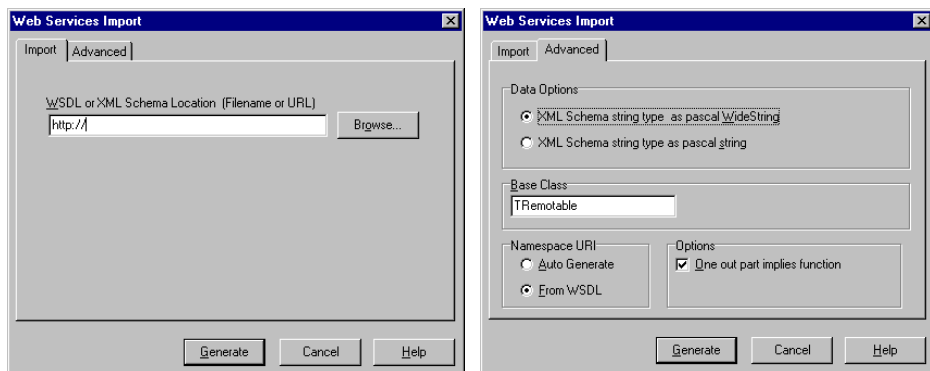 Web Services Import
Import Advanced
WSDL or XML Schema Location (Filename or URL)
http://
Browse...
Generate Cancel Help
Web Services Import
Import Advanced
Data Options
XML Schema string type as pascal WideString
XML Schema string type as pascal string
Base Class
TRemotable
Namespace URI
Auto Generate
From WSDL
Options
One out part implies function
Generate Cancel Help